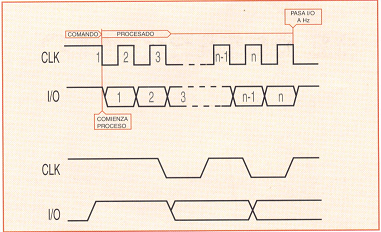 PASA I/O
A Hz
COMANDO PROCESADO
CLK 1 2 3 n-1 n
I/O 1 2 3 n-1 n
COMIENZA
PROCESO
CLK
I/O